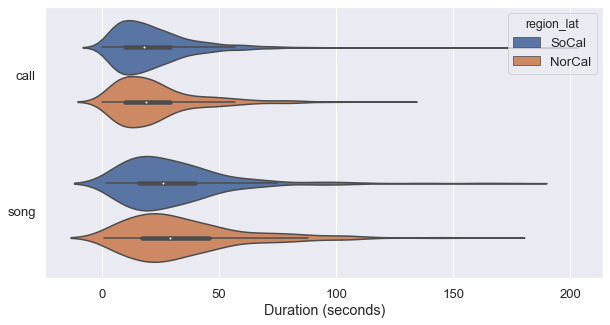 region_lat
SoCal
NorCal
call
song
0 50 100 150 200
Duration (seconds)